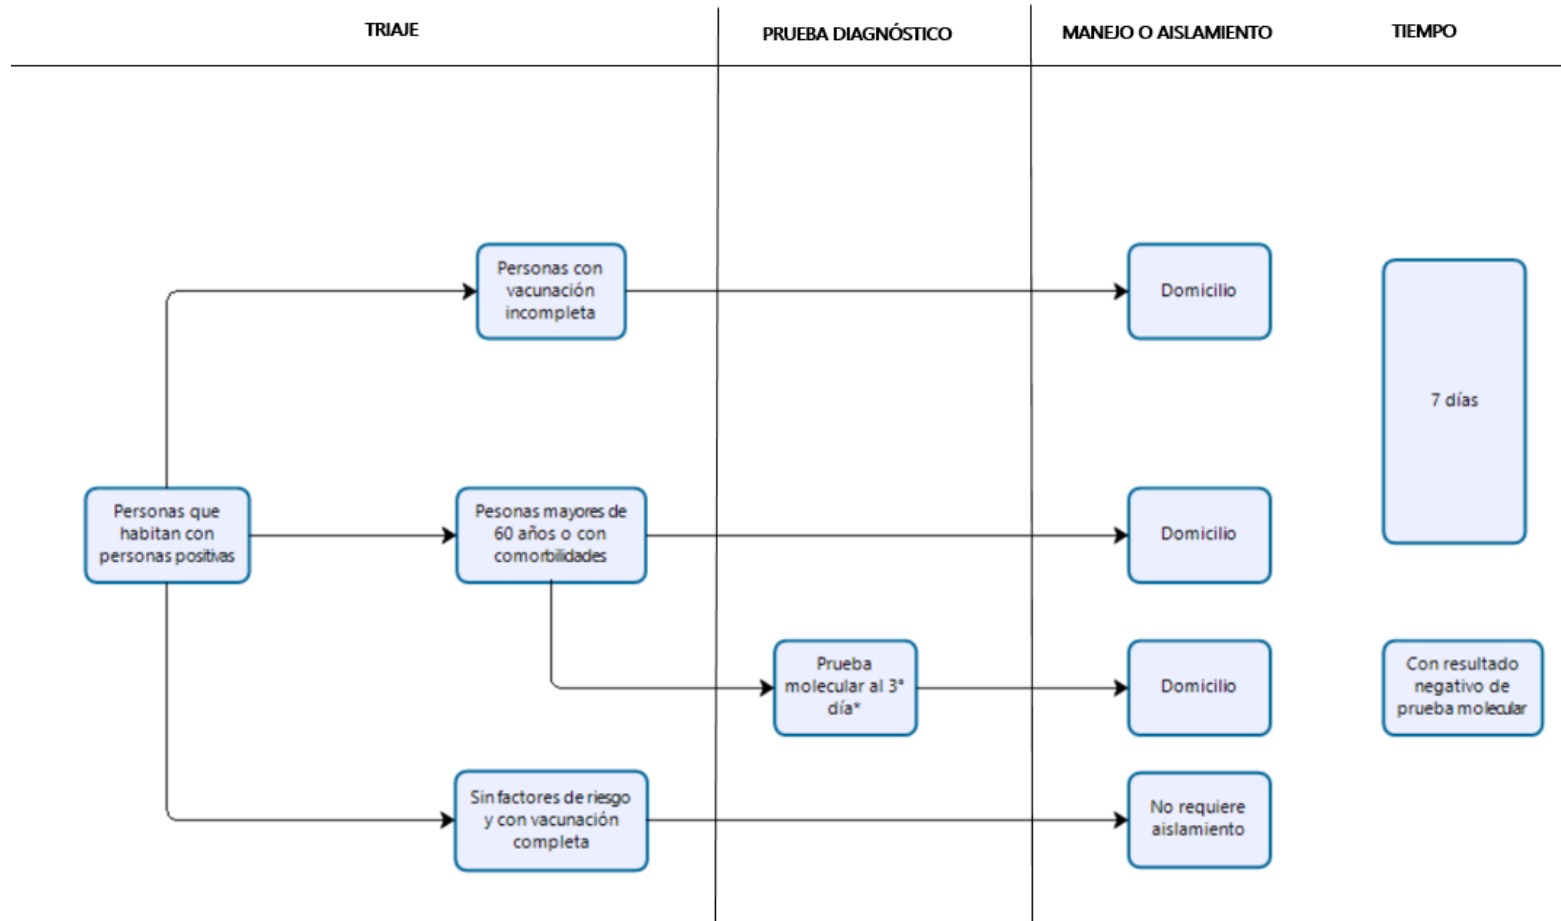 TRIAJE
PRUEBA DIAGNÓSTICO
MANEJO O AISLAMIENTO
TIEMPO
Personas con
vacunación
incompleta
Domicilio
7 días
Personas que
habitan con
personas positivas
Pesonas mayores de
60 años o con
comorbilidades
Domicilio
Prueba
molecular al 3°
día*
Domicilio
Con resultado
negativo de
prueba molecular
Sin factores de riesgo
y con vacunación
completa
No requiere
aislamiento